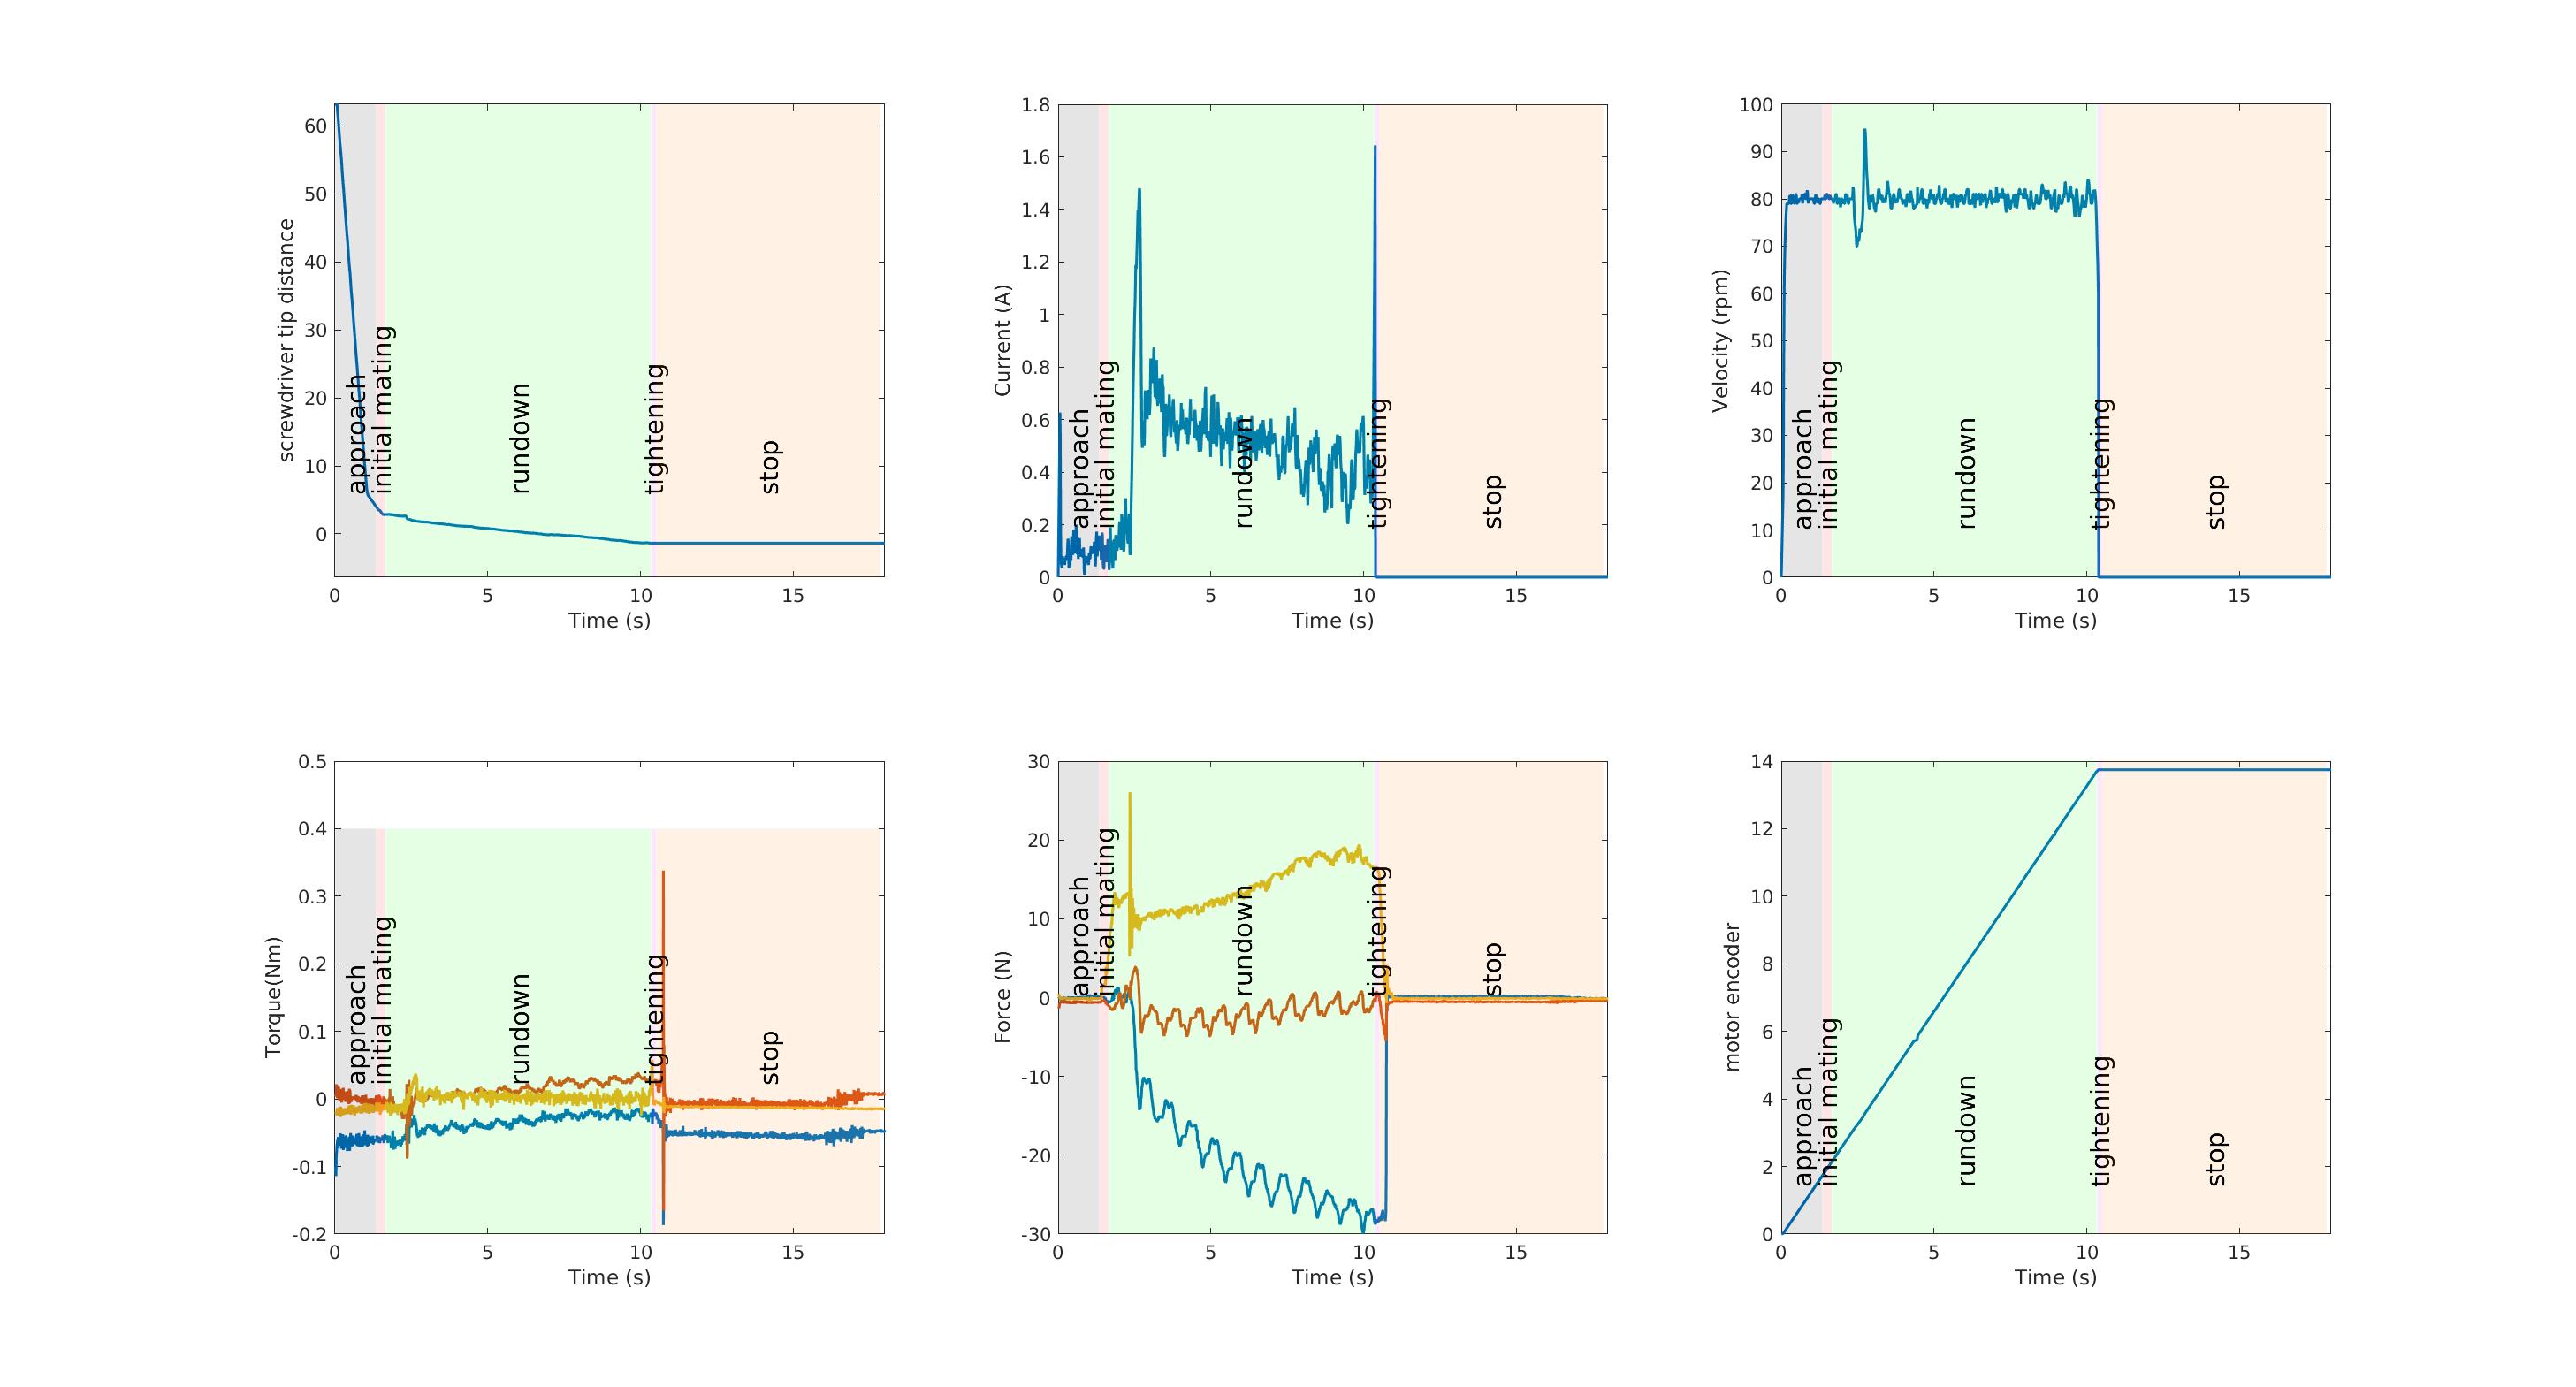 screwdriver tip distance
60
50
40
30
20
10
0
approach
initial mating
rundown
tightening
stop
0 5 10 15
Time (s)
Current (A)
1.8
1.6
1.4
1.2
1
0.8
0.6
0.4
0.2
0
approach
initial mating
rundown
tightening
stop
0 5 10 15
Time (s)
Velocity (rpm)
100
90
80
70
60
50
40
30
20
10
0
approach
initial mating
rundown
tightening
stop
0 5 10 15
Time (s)
Torque(Nm)
0.5
0.4
0.3
0.2
0.1
0
-0.1
-0.2
approach
initial mating
rundown
tightening
stop
0 5 10 15
Time (s)
Force (N)
30
20
10
0
-10
-20
-30
approach
initial mating
rundown
tightening
stop
0 5 10 15
Time (s)
motor encoder
14
12
10
8
6
4
2
0
approach
initial mating
rundown
tightening
stop
0 5 10 15
Time (s)